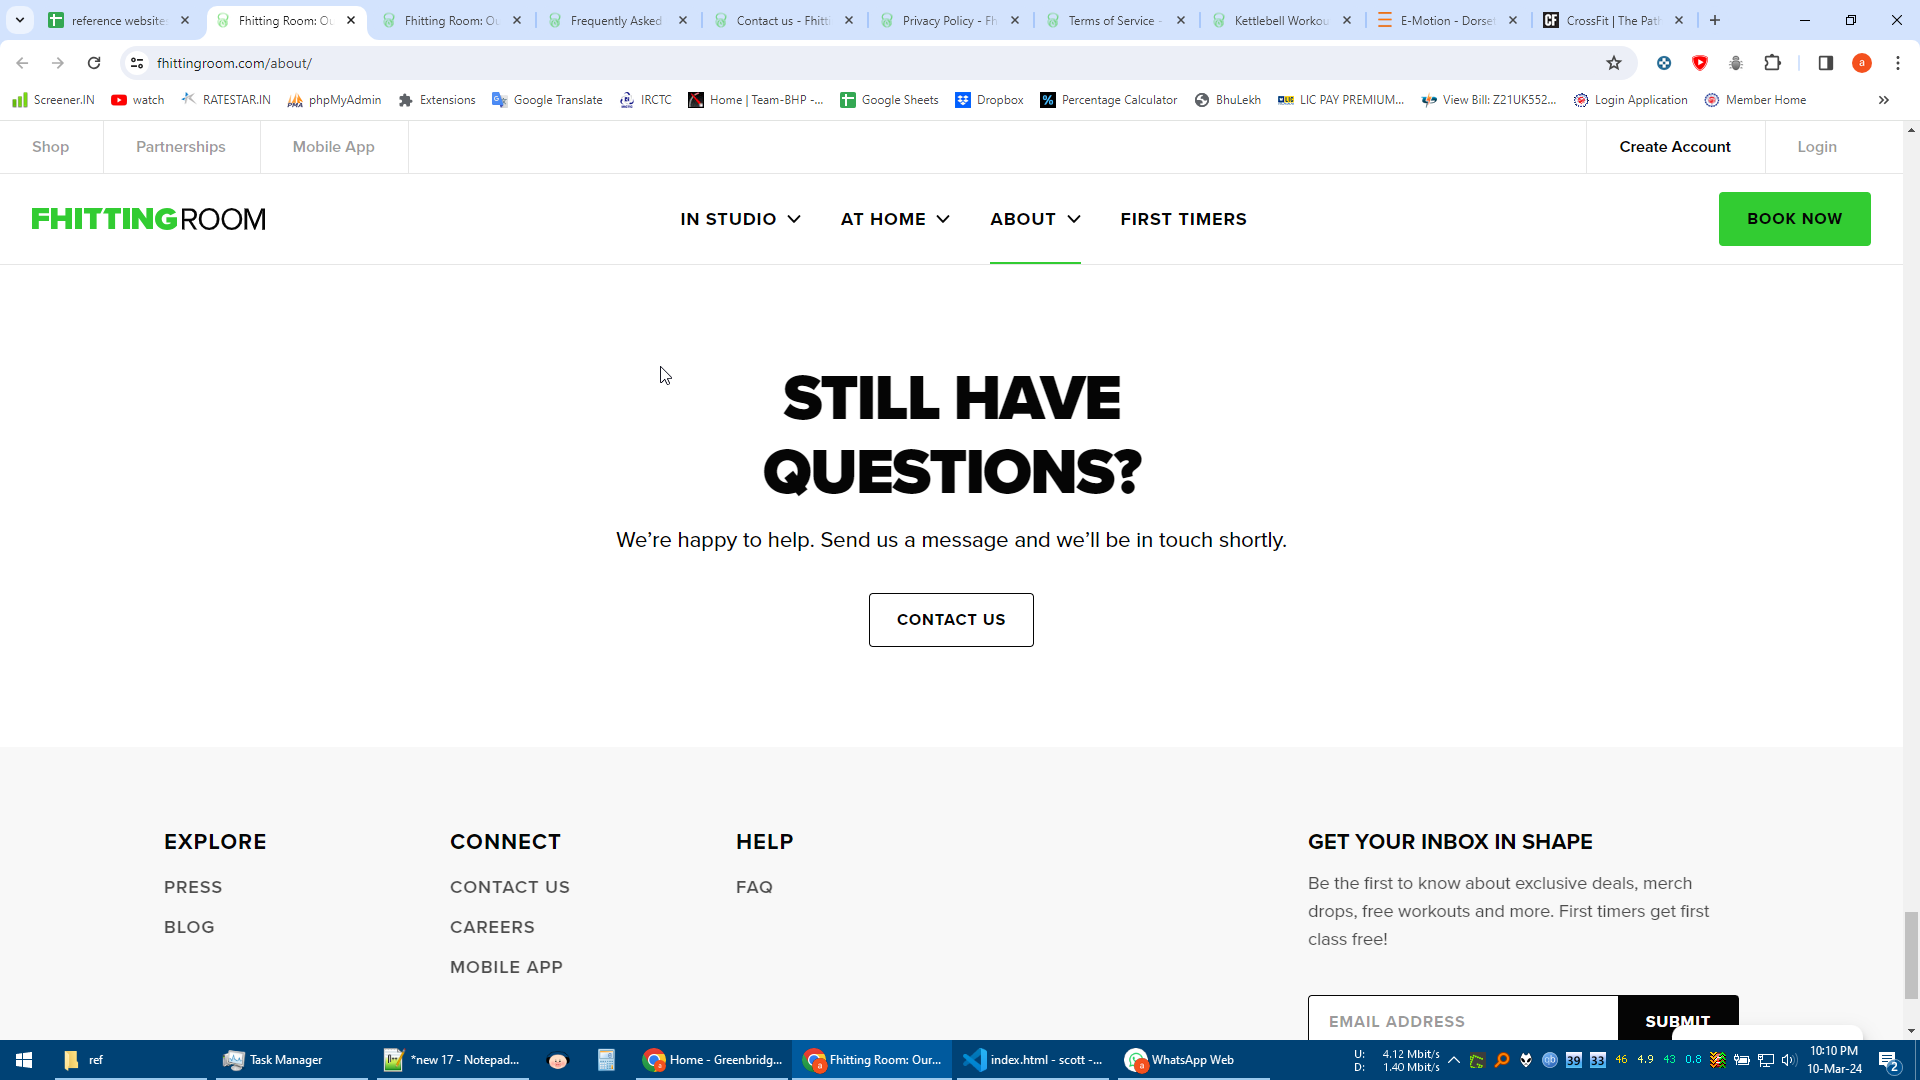 reference website
Fhitting Room: Ou
Fhitting Room: Ou
Frequently Asked
Contact us - Fhitti
Privacy Policy - Fh
Terms of Service -
Kettlebell Workou
E-Motion - Dorset
CrossFit | The Path
fhittingroom.com/about/
a
Screener.IN
watch
RATESTAR.IN
phpMyAdmin
Extensions
Google Translate
IRCTC
Home | Team-BHP -...
Google Sheets
Dropbox
Percentage Calculator
BhuLekh
LIC PAY PREMIUM...
View Bill: Z21UK552...
Login Application
Member Home
Shop
Partnerships
Mobile App
Create Account
Login
FHITTINGROOM
IN STUDIO
AT HOME
ABOUT
FIRST TIMERS
BOOK NOW
STILL HAVE
QUESTIONS?
We’re happy to help. Send us a message and we’ll be in touch shortly.
CONTACT US
EXPLORE
PRESS
BLOG
CONNECT
CONTACT US
CAREERS
MOBILE APP
HELP
FAQ
GET YOUR INBOX IN SHAPE
Be the first to know about exclusive deals, merch
drops, free workouts and more. First timers get first
class free!
EMAIL ADDRESS
SUBMIT
ref
Task Manager
*new 17 - Notepad...
Home - Greenbridg...
Fhitting Room: Our...
index.html - scott -...
WhatsApp Web
U: 4.12 Mbit/s
D: 1.40 Mbit/s
39
33
46
4.9
43
0.8
10:10 PM
10-Mar-24
2